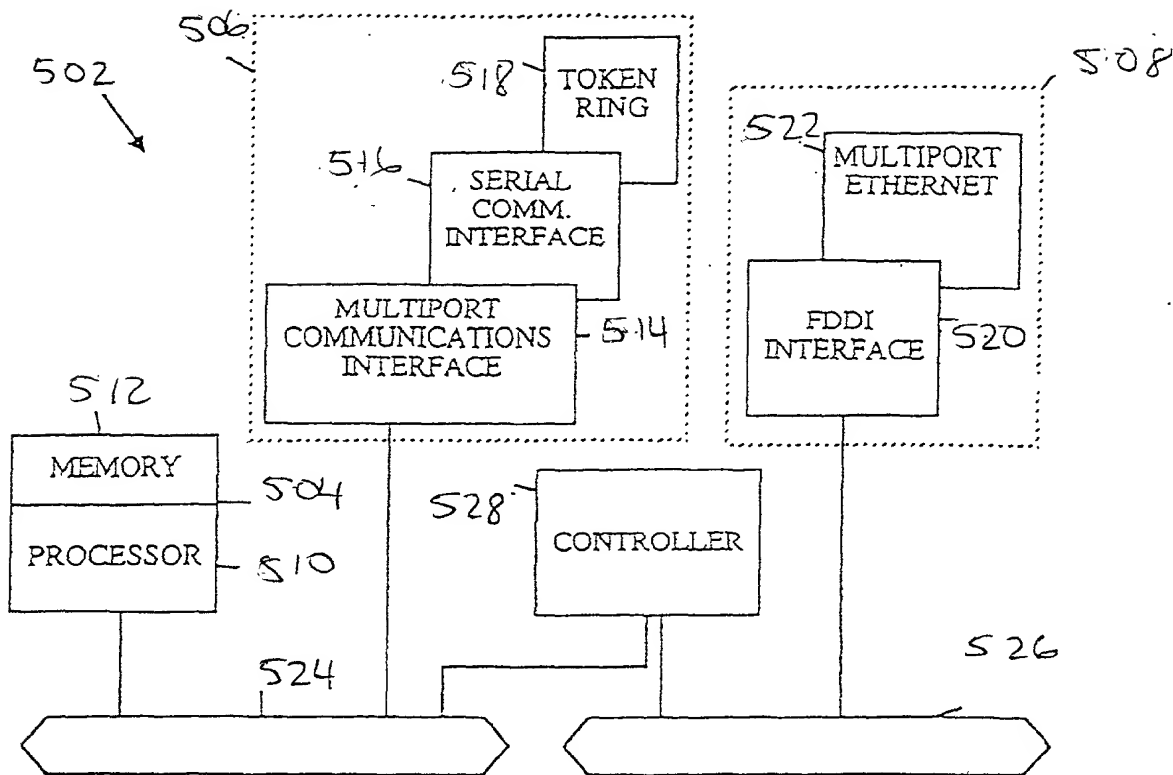 506
502
518
TOKEN
RING
508
522
MULTIPORT
ETHERNET
516
SERIAL
COMM.
INTERFACE
MULTIPORT
COMMUNICATIONS
INTERFACE
514
FDDI
INTERFACE
520
512
MEMORY
504
PROCESSOR
510
528
CONTROLLER
524
526